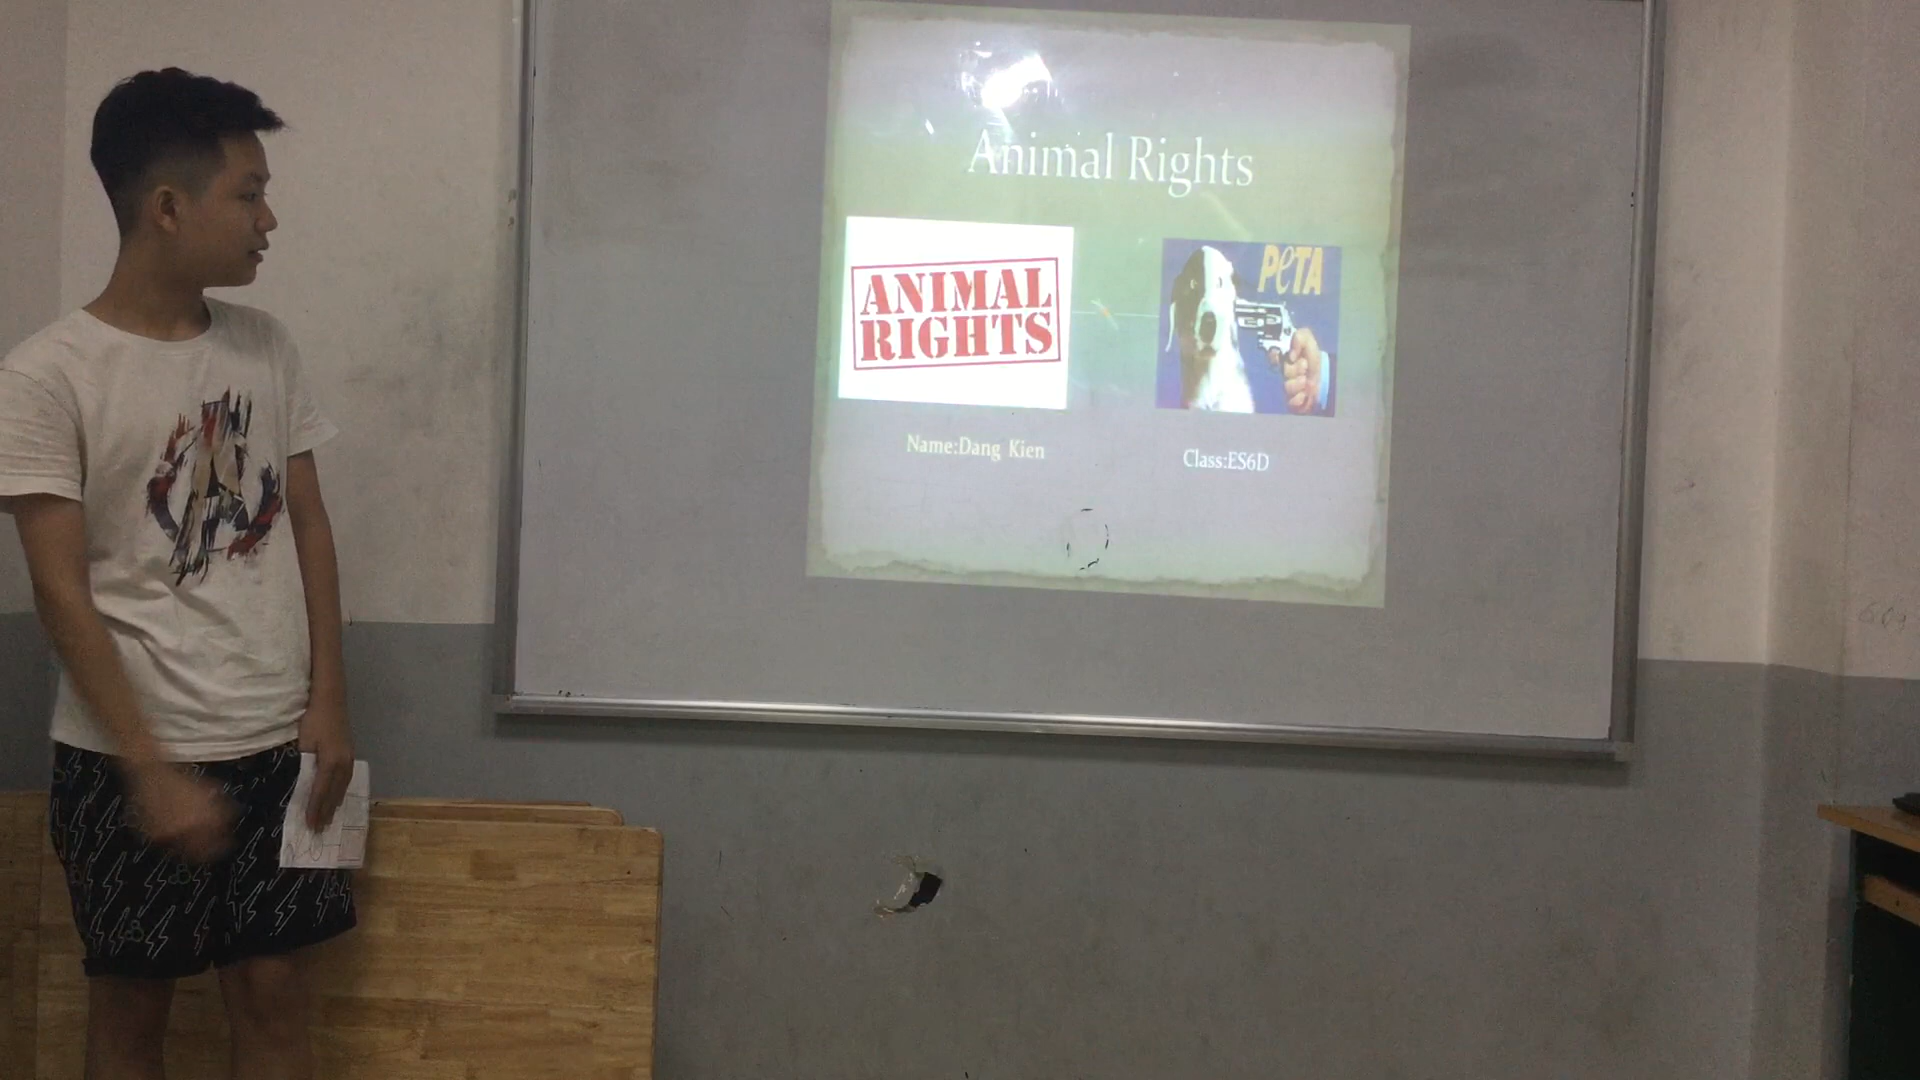 Animal Rights
ANIMAL
RIGHTS
PeTA
Name:Dang Kien
Class:ES6D